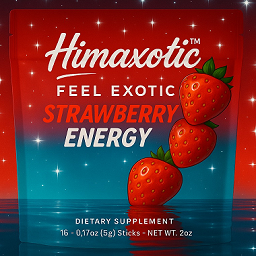 Himaxotic™
FEEL EXOTIC
STRAWBERRY
ENERGY
DIETARY SUPPLEMENT
16 - 0,17oz (5g) Sticks - NET WT. 2oz